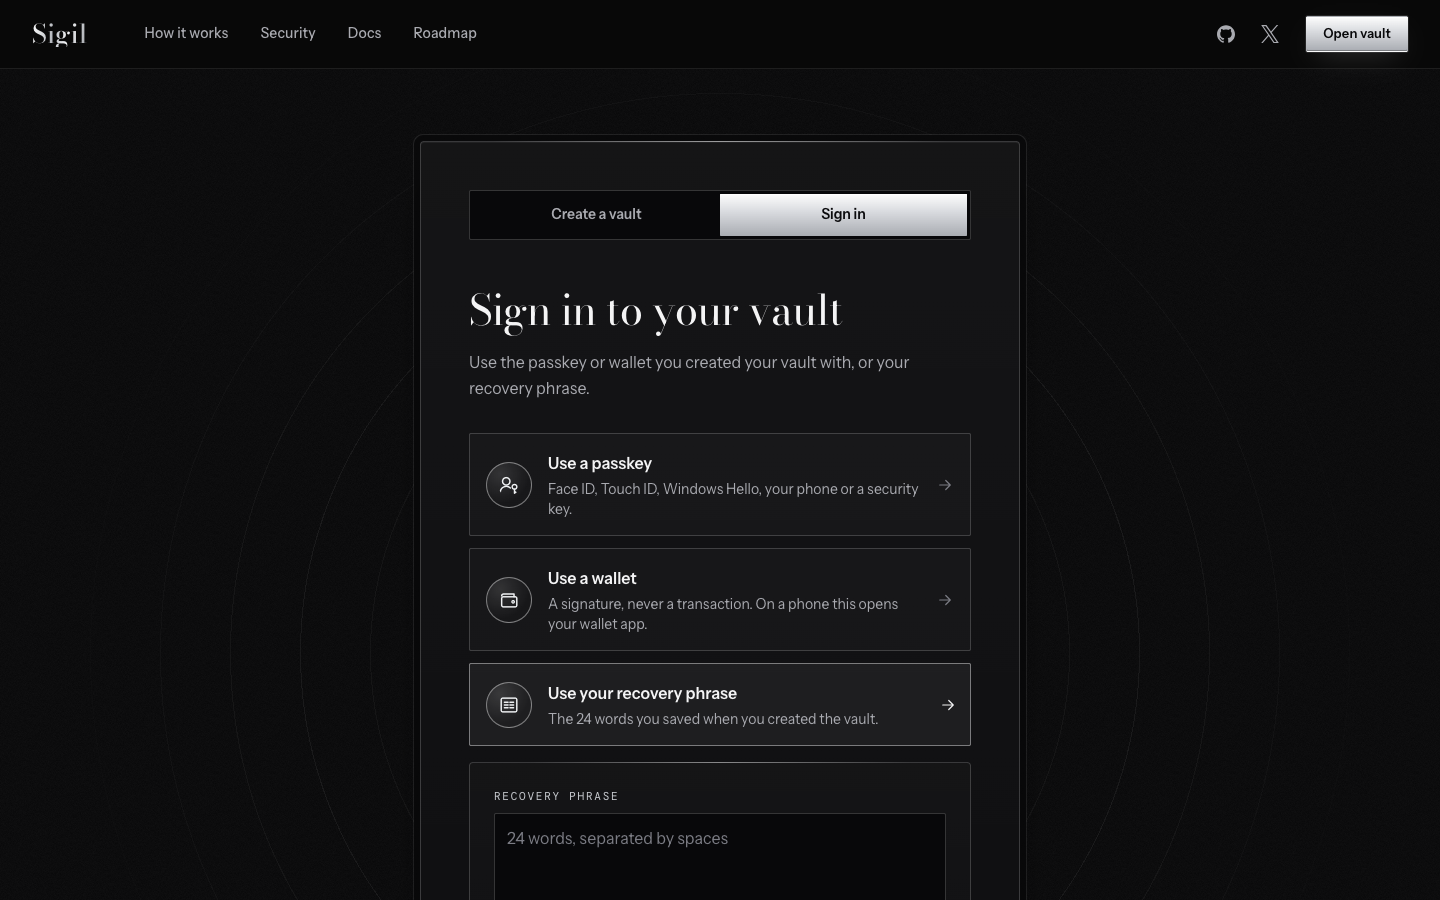 Sigil
How it works
Security
Docs
Roadmap
Open vault
Create a vault
Sign in
Sign in to your vault
Use the passkey or wallet you created your vault with, or your
recovery phrase.
Use a passkey
Face ID, Touch ID, Windows Hello, your phone or a security
key.
Use a wallet
A signature, never a transaction. On a phone this opens
your wallet app.
Use your recovery phrase
The 24 words you saved when you created the vault.
RECOVERY PHRASE
24 words, separated by spaces